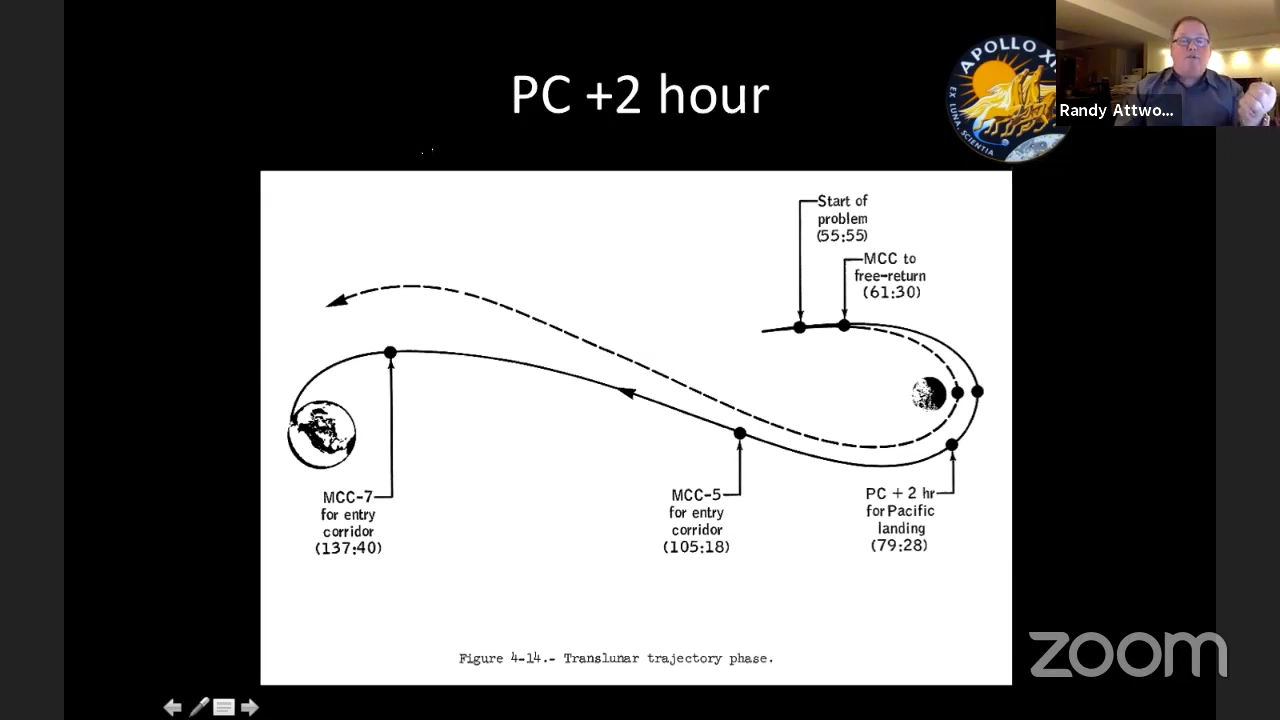 PC +2 hour
APOLLO XI
EX LUNA, SCIENTIA
Randy Attwo...
Start of
problem
(55:55)
MCC to
free-return
(61:30)
MCC-7
for entry
corridor
(137:40)
MCC-5
for entry
corridor
(105:18)
PC + 2 hr
for Pacific
landing
(79:28)
Figure 4-14.- Translunar trajectory phase.
zoom